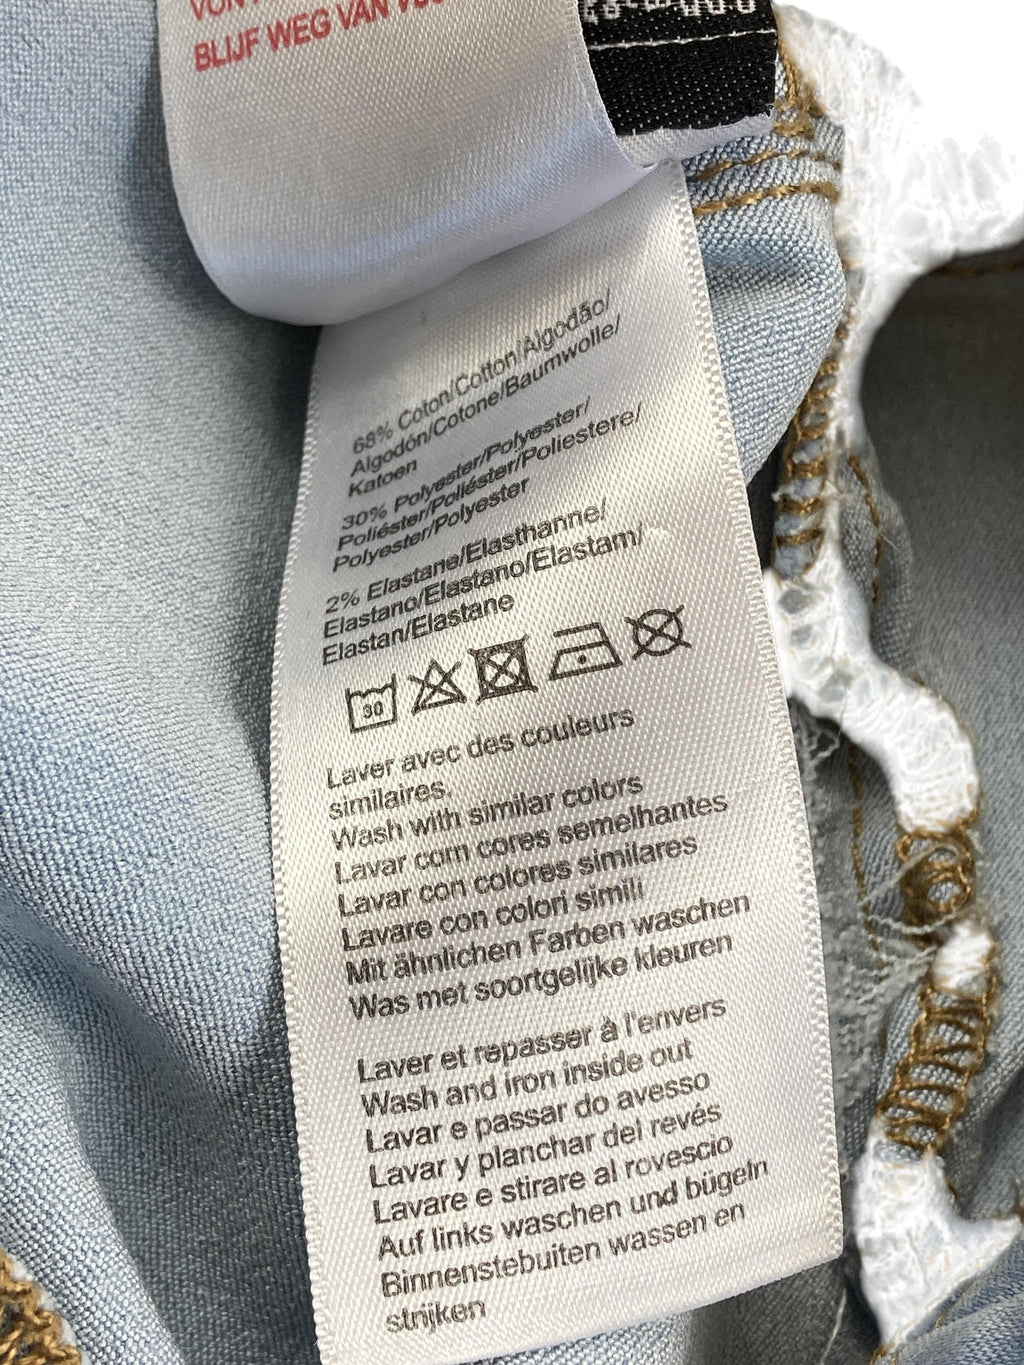 BLIJF WEG VAN
68% Coton/Cotton/Algodão/
Algodón/Cotone/Baumwolle/
Katoen
30% Polyester/Polyester/
Poliéster/Poliéster/Poliestere/
Polyester/Polyester
2% Elastane/Elasthanne/
Elastano/Elastano/Elastam/
Elastan/Elastane
30
Laver avec des couleurs
similaires.
Wash with similar colors
Lavar com cores semelhantes
Lavar con colores similares
Lavare con colori simili
Mit ähnlichen Farben waschen
Was met soortgelijke kleuren
Laver et repasser à l'envers
Wash and iron inside out
Lavar e passar do avesso
Lavar y planchar del revés
Lavare e stirare al rovescio
Auf links waschen und bügeln
Binnenstebuiten wassen en
strijken